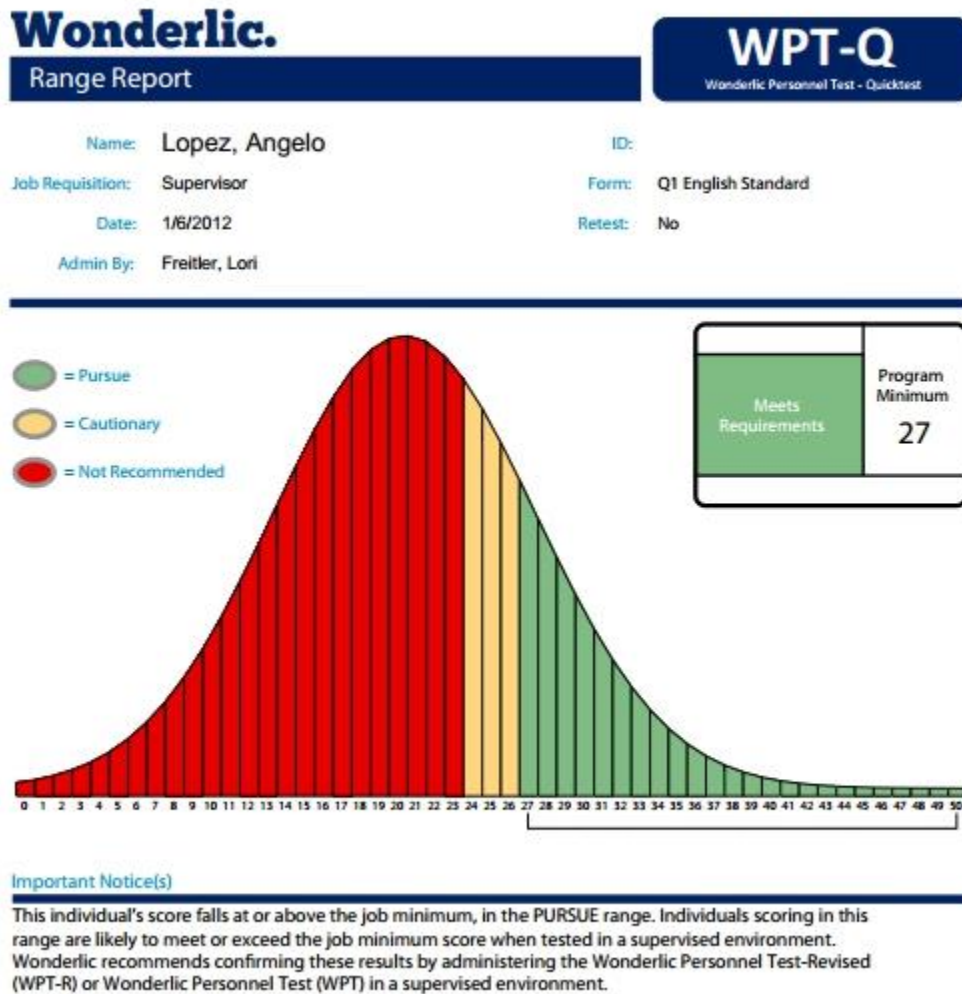 Wonderlic.
Range Report
WPT-Q
Wonderlic Personnel Test - Quicktest
Name: Lopez, Angelo
ID:
Job Requisition: Supervisor
Form: Q1 English Standard
Date: 1/6/2012
Retest: No
Admin By: Freitler, Lori
= Pursue
= Cautionary
= Not Recommended
Meets
Requirements
Program
Minimum
27
0 1 2 3 4 5 6 7 8 9 10 11 12 13 14 15 16 17 18 19 20 21 22 23 24 25 26 27 28 29 30 31 32 33 34 35 36 37 38 39 40 41 42 43 44 45 46 47 48 49 50
Important Notice(s)
This individual's score falls at or above the job minimum, in the PURSUE range. Individuals scoring in this
range are likely to meet or exceed the job minimum score when tested in a supervised environment.
Wonderlic recommends confirming these results by administering the Wonderlic Personnel Test-Revised
(WPT-R) or Wonderlic Personnel Test (WPT) in a supervised environment.